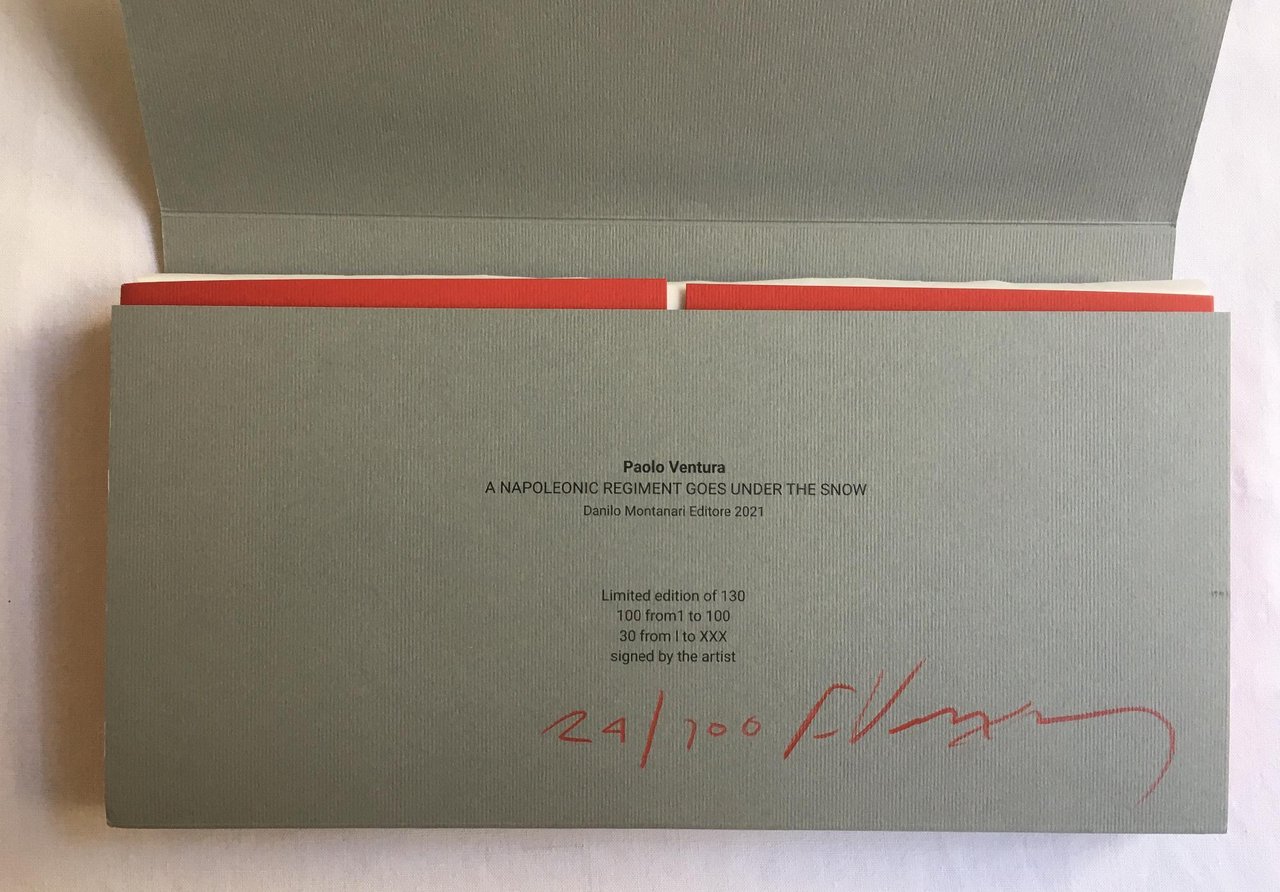 Paolo Ventura
A NAPOLEONIC REGIMENT GOES UNDER THE SNOW
Danilo Montanari Editore 2021
Limited edition of 130
100 from1 to 100
30 from I to XXX
signed by the artist
24/100